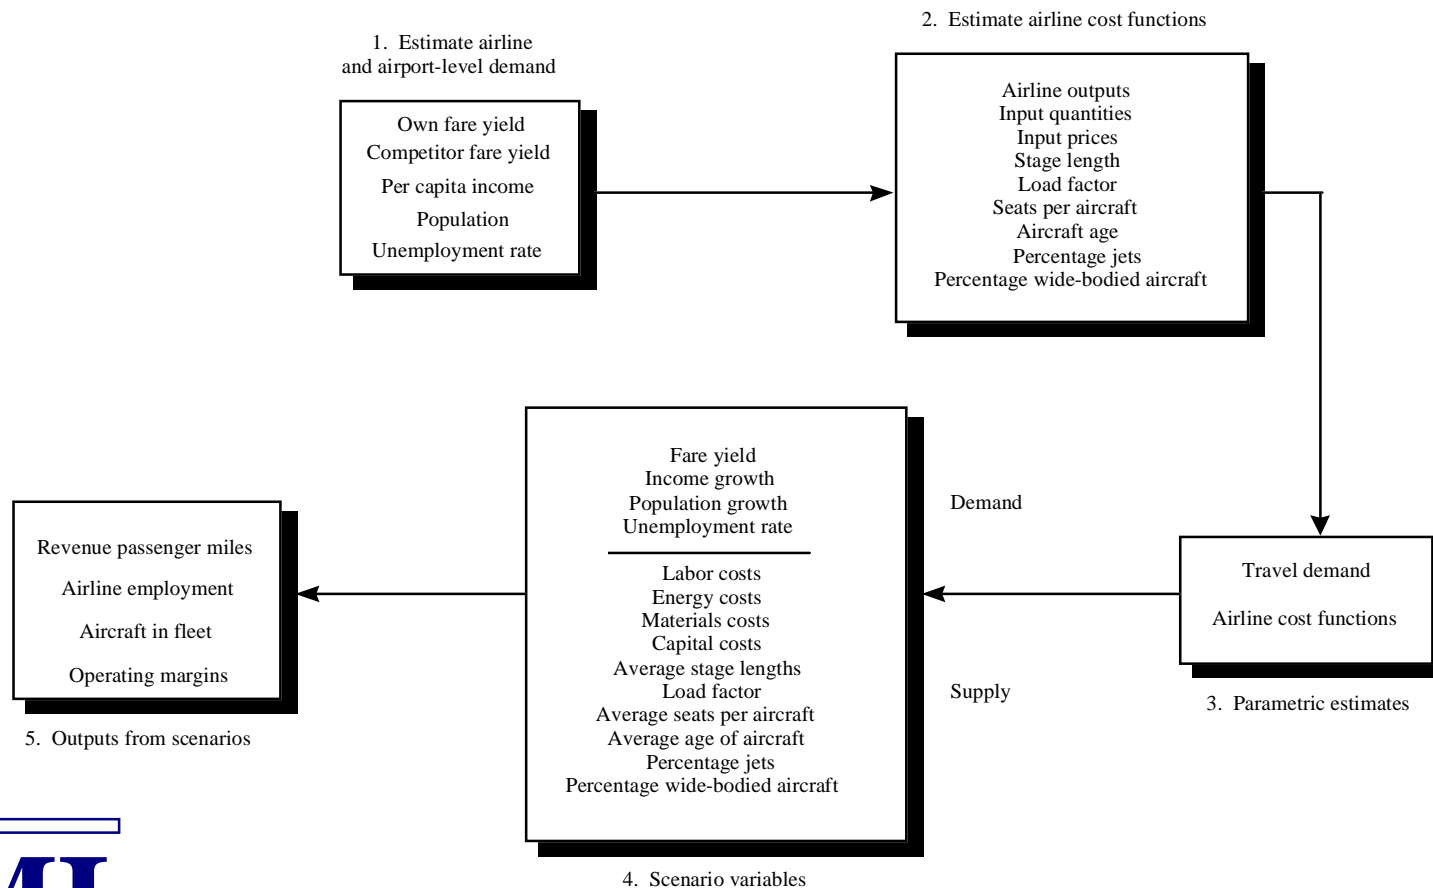 1. Estimate airline
and airport-level demand
Own fare yield
Competitor fare yield
Per capita income
Population
Unemployment rate
2. Estimate airline cost functions
Airline outputs
Input quantities
Input prices
Stage length
Load factor
Seats per aircraft
Aircraft age
Percentage jets
Percentage wide-bodied aircraft
Travel demand
Airline cost functions
3. Parametric estimates
Demand
Supply
Fare yield
Income growth
Population growth
Unemployment rate
Labor costs
Energy costs
Materials costs
Capital costs
Average stage lengths
Load factor
Average seats per aircraft
Average age of aircraft
Percentage jets
Percentage wide-bodied aircraft
4. Scenario variables
Revenue passenger miles
Airline employment
Aircraft in fleet
Operating margins
5. Outputs from scenarios